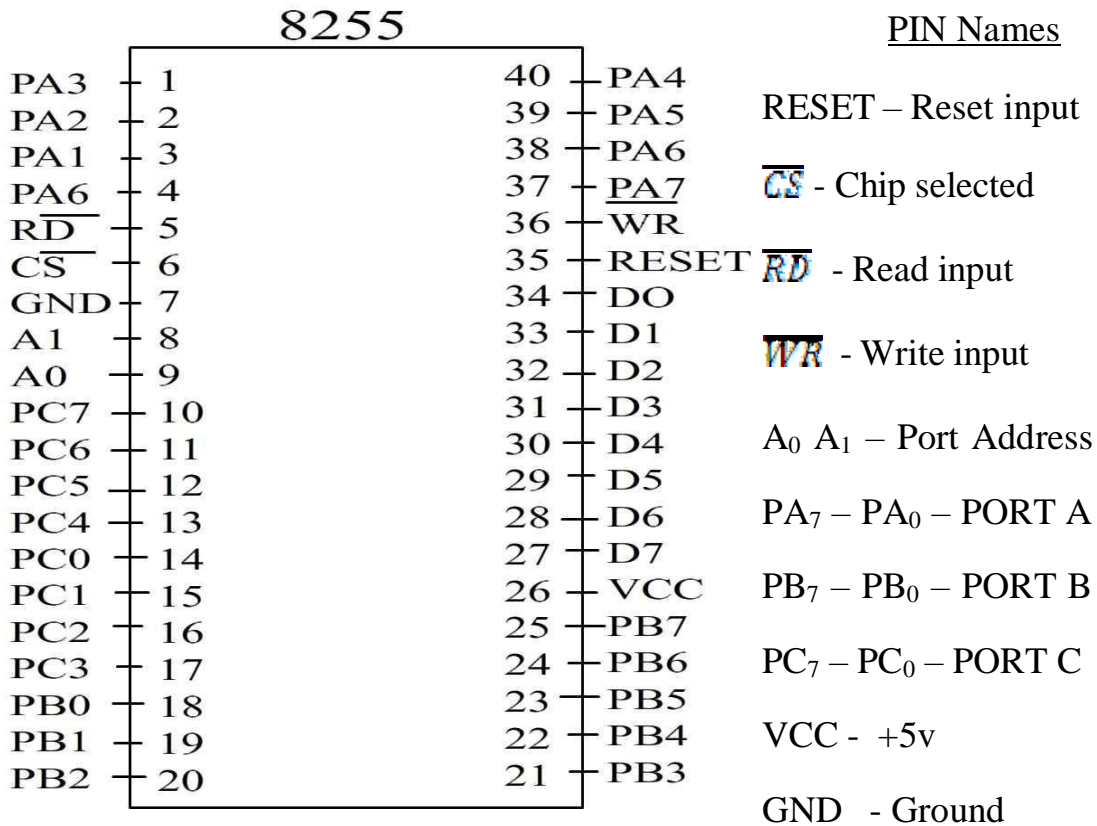 8255
PA3 1
PA2 2
PA1 3
PA6 4
RD 5
CS 6
GND 7
A1 8
A0 9
PC7 10
PC6 11
PC5 12
PC4 13
PC0 14
PC1 15
PC2 16
PC3 17
PB0 18
PB1 19
PB2 20
40 PA4
39 PA5
38 PA6
37 PA7
36 WR
35 RESET
34 DO
33 D1
32 D2
31 D3
30 D4
29 D5
28 D6
27 D7
26 VCC
25 PB7
24 PB6
23 PB5
22 PB4
21 PB3
PIN Names
RESET – Reset input
C̅S̅ - Chip selected
R̅D̅ - Read input
W̅R̅ - Write input
A₀ A₁ – Port Address
PA₇ – PA₀ – PORT A
PB₇ – PB₀ – PORT B
PC₇ – PC₀ – PORT C
VCC - +5v
GND - Ground